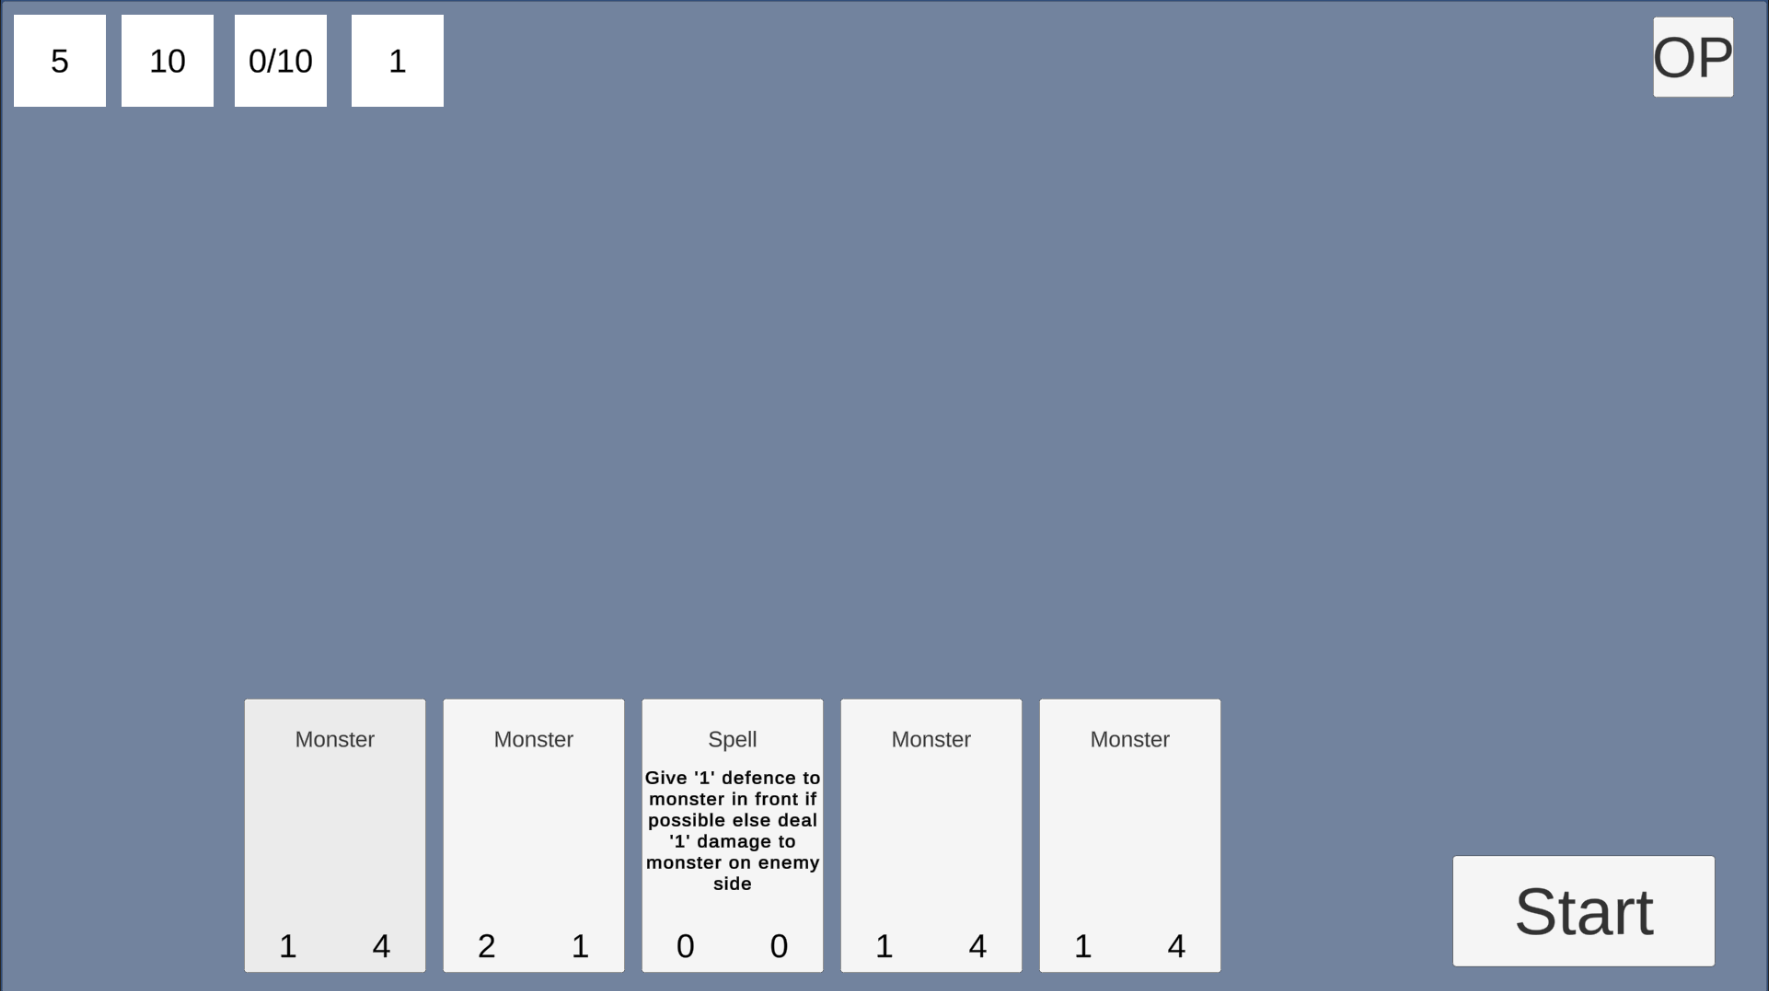 5 10 0/10 1 OP
Monster Monster Spell Monster Monster
Give '1' defence to
monster in front if
possible else deal
'1' damage to
monster on enemy
side
1 4 2 1 0 0 1 4 1 4
Start